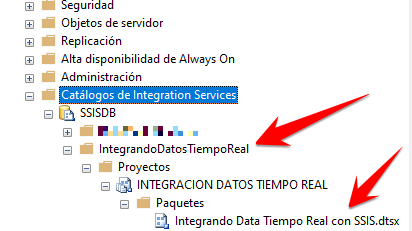 Seguridad
Objetos de servidor
Replicación
Alta disponibilidad de Always On
Administración
Catálogos de Integration Services
SSISDB
IntegrandoDatosTiempoReal
Proyectos
INTEGRACION DATOS TIEMPO REAL
Paquetes
Integrando Data Tiempo Real con SSIS.dtsx